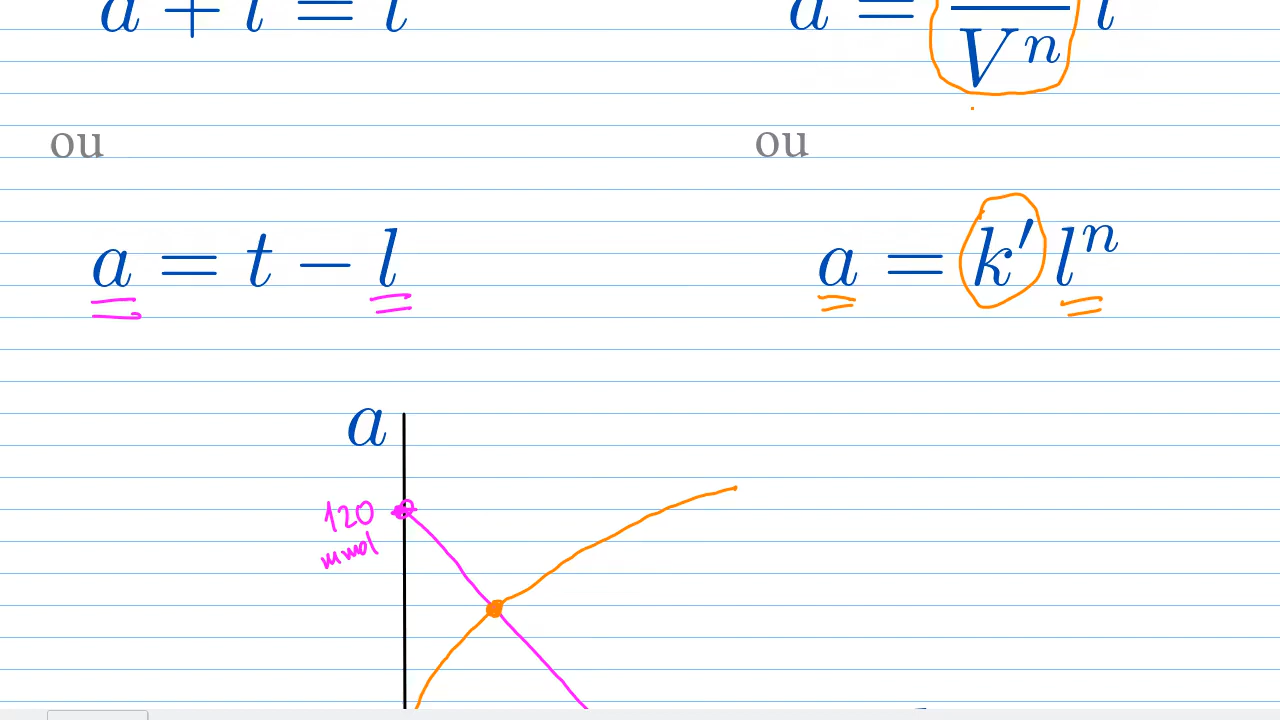 a + l = t
a = V^n l
ou
ou
a = t − l
a = k′ l^n
a
120
mmol